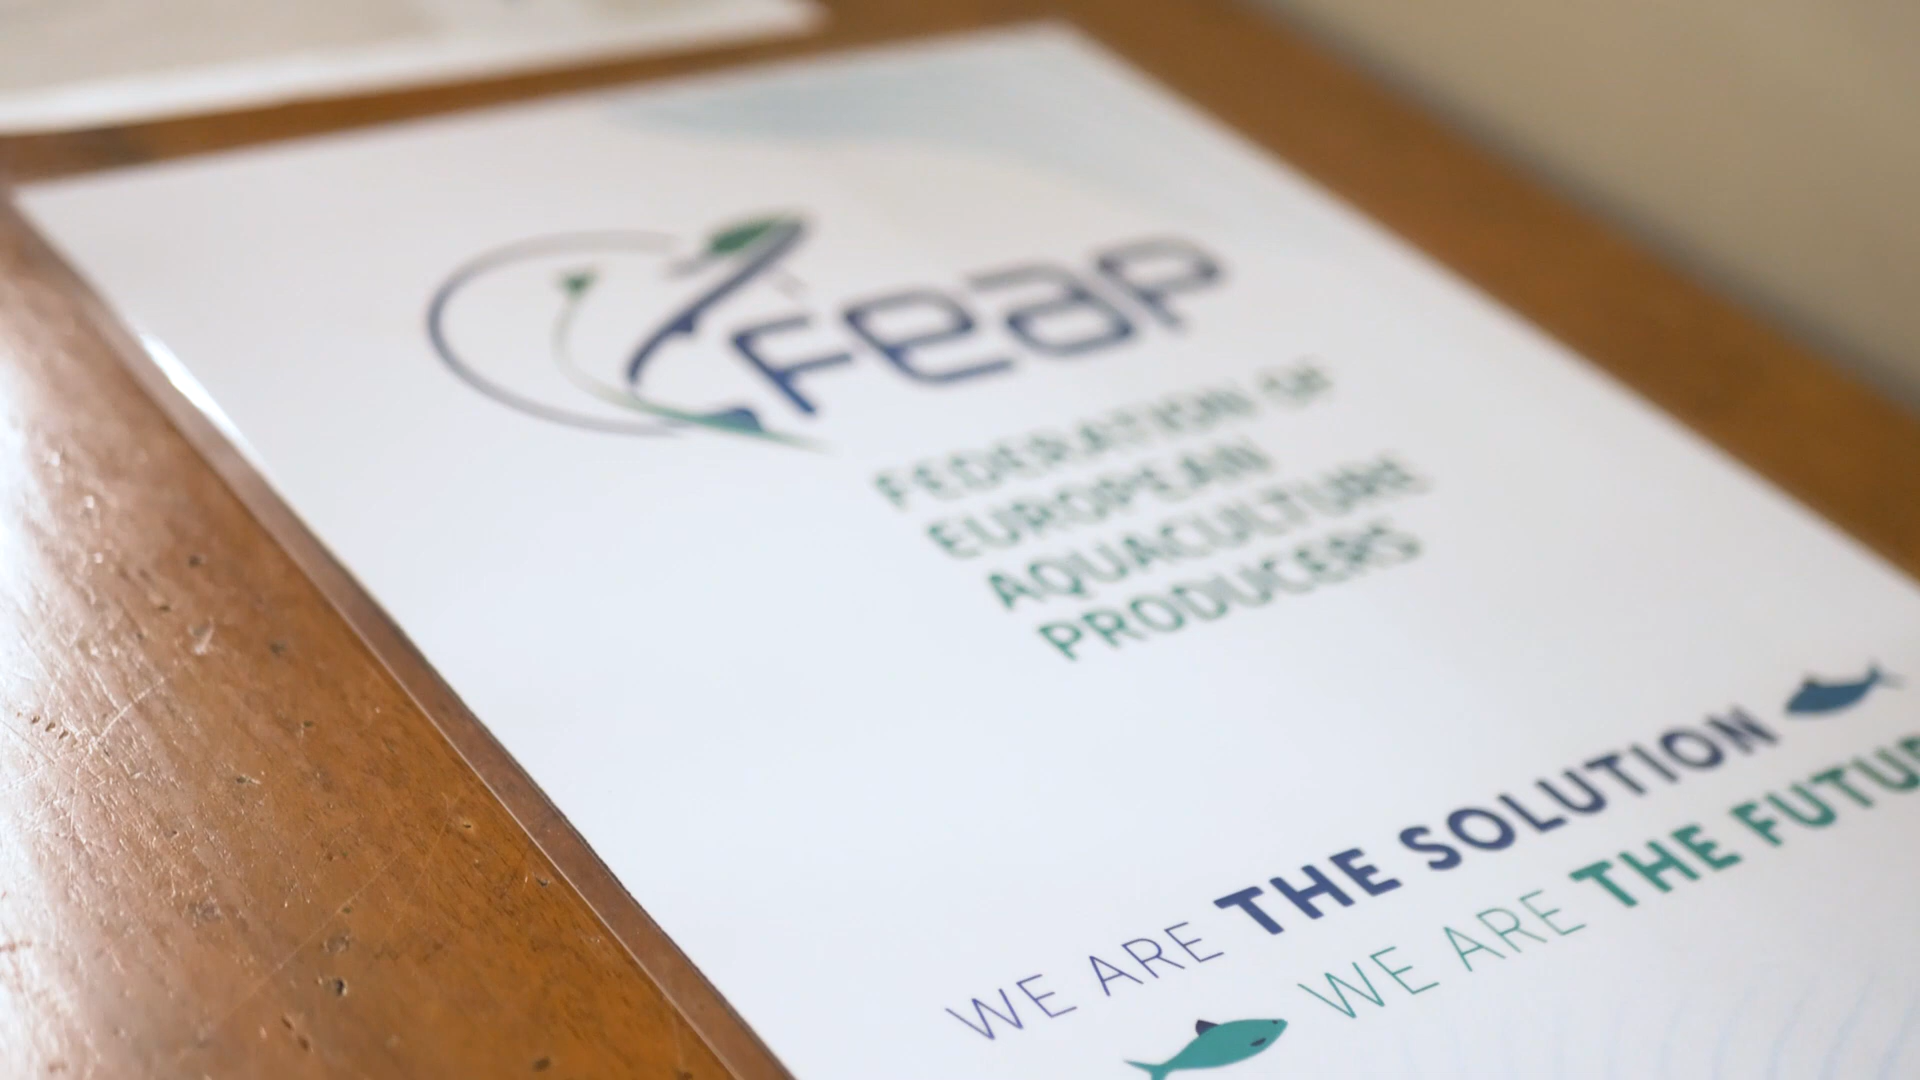 feap
FEDERATION OF
EUROPEAN
AQUACULTURE
PRODUCERS
WE ARE THE SOLUTION
WE ARE THE